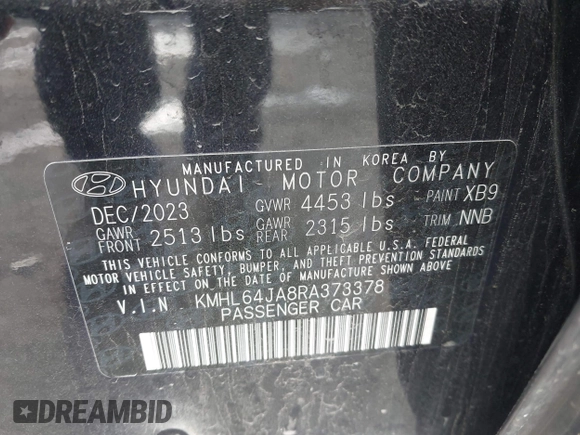 MANUFACTURED IN KOREA BY
HYUNDAI MOTOR COMPANY
DEC/2023 GVWR 4453 lbs PAINT XB9
GAWR FRONT 2513 lbs GAWR REAR 2315 lbs TRIM NNB
THIS VEHICLE CONFORMS TO ALL APPLICABLE U.S.A. FEDERAL
MOTOR VEHICLE SAFETY, BUMPER, AND THEFT PREVENTION STANDARDS
IN EFFECT ON THE DATE OF MANUFACTURE SHOWN ABOVE.
V.I.N KMHL64JA8RA373378
PASSENGER CAR
DREAMBID